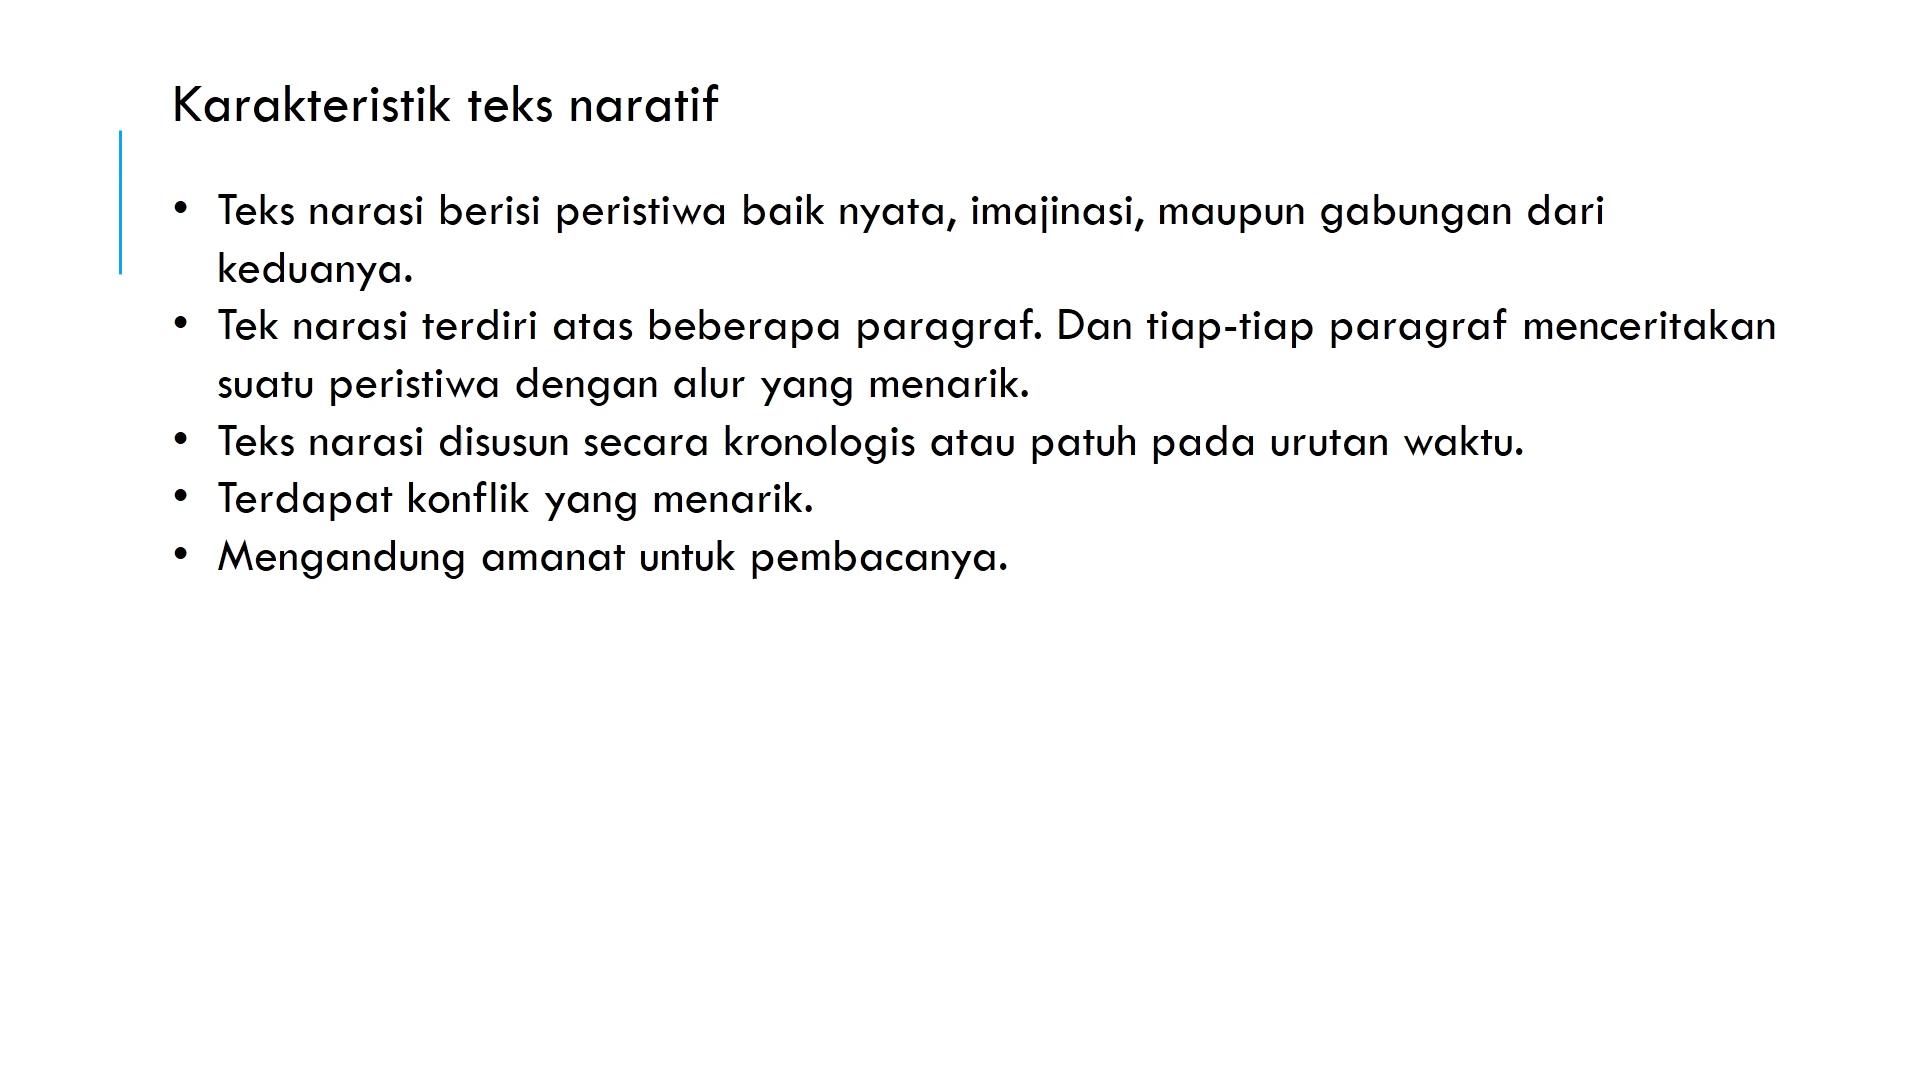 Karakteristik teks naratif
• Teks narasi berisi peristiwa baik nyata, imajinasi, maupun gabungan dari
keduanya.
• Tek narasi terdiri atas beberapa paragraf. Dan tiap-tiap paragraf menceritakan
suatu peristiwa dengan alur yang menarik.
• Teks narasi disusun secara kronologis atau patuh pada urutan waktu.
• Terdapat konflik yang menarik.
• Mengandung amanat untuk pembacanya.